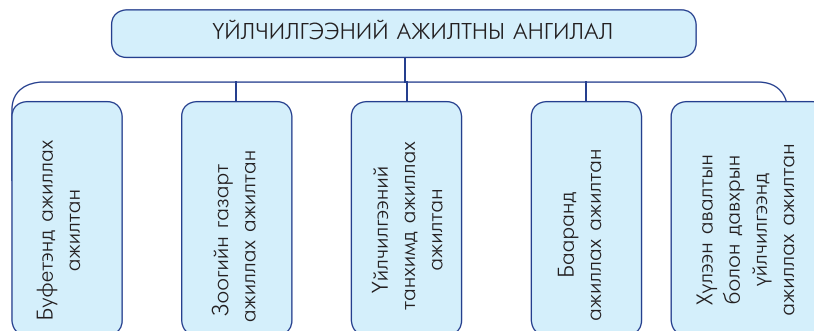 ҮЙЛЧИЛГЭЭНИЙ АЖИЛТНЫ АНГИЛАЛ
Буфетэнд ажиллах
ажилтан
Зоогийн газарт
ажиллах ажилтан
Үйлчилгээний
танхимд ажиллах
ажилтан
Бааранд
ажиллах ажилтан
Хүлээн авалтын
болон давхрын
үйлчилгээнд
ажиллах ажилтан